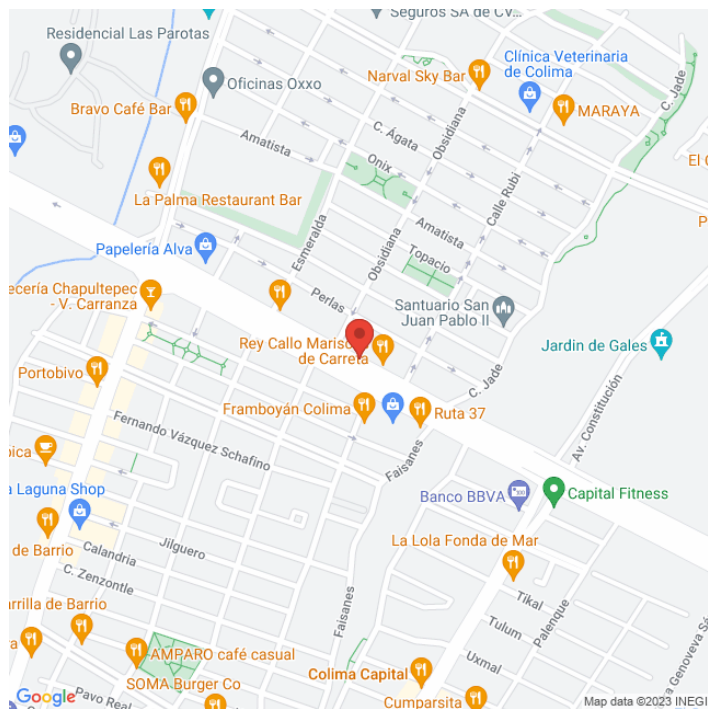 Seguros SA de CV...
Residencial Las Parotas
Narval Sky Bar
Clínica Veterinaria
de Colima
C. Jade
Oficinas Oxxo
Bravo Café Bar
MARAYA
C. Ágata
Obsidiana
Amatista
Onix
El C
La Palma Restaurant Bar
Calle Rubí
Esmeralda
Amatista
P
Papelería Alva
Obsidiana
Topacio
ecería Chapultepec
- V. Carranza
Perlas
Santuario San
Juan Pablo II
Rey Callo Marisc
de Carreta
Jardin de Gales
Portobivo
C. Jade
Av. Constitución
Framboyán Colima
Ruta 37
Fernando Vázquez Schafino
pica
Faisanes
a Laguna Shop
Banco BBVA
Capital Fitness
de Barrio
Jilguero
La Lola Fonda de Mar
Calandria
C. Zenzontle
Tikal
Palenque
arrilla de Barrio
Faisanes
Tulum
a
AMPARO café casual
Uxmal
a Genoveva Sá
Colima Capital
SOMA Burger Co
Pavo Real
Cumparsita
Google
Map data ©2023 INEGI